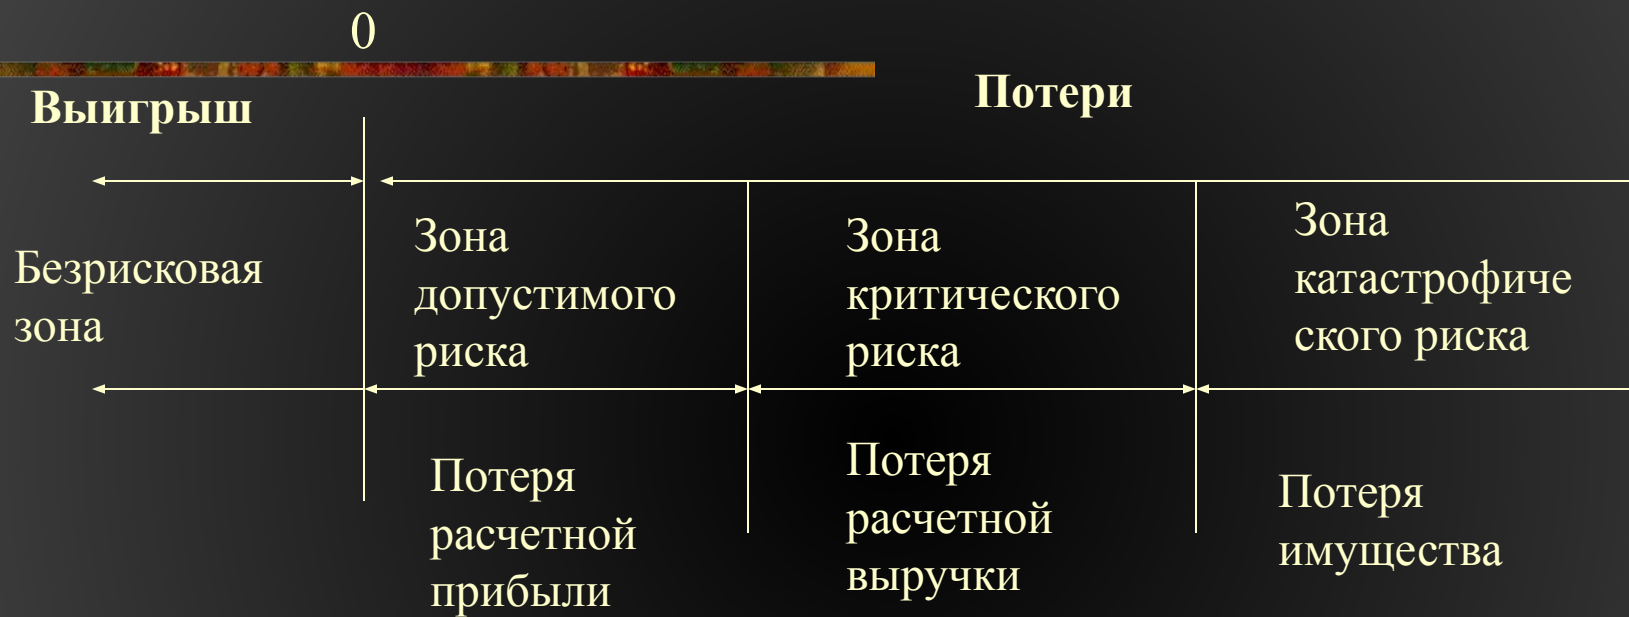 0
Выигрыш
Потери
Безрисковая
зона
Зона
допустимого
риска
Зона
критического
риска
Зона
катастрофиче
ского риска
Потеря
расчетной
прибыли
Потеря
расчетной
выручки
Потеря
имущества